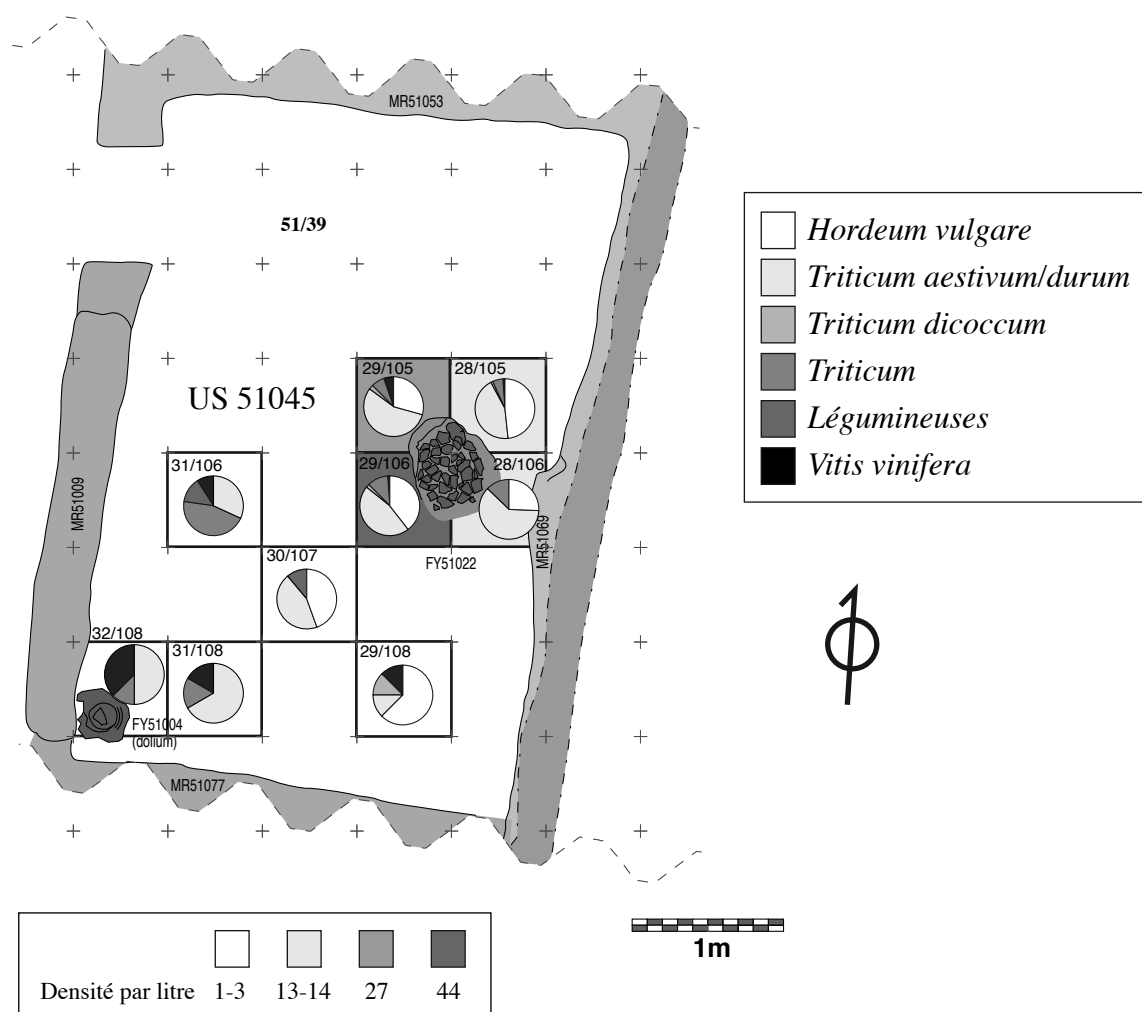 MR51053
51/39
Hordeum vulgare
Triticum aestivum/durum
Triticum dicoccum
Triticum
Légumineuses
Vitis vinifera
29/105
28/105
US 51045
31/106
29/106
28/106
MR51009
MR51069
FY51022
30/107
32/108
31/108
29/108
FY51004
(dolium)
MR51077
1m
Densité par litre 1-3 13-14 27 44